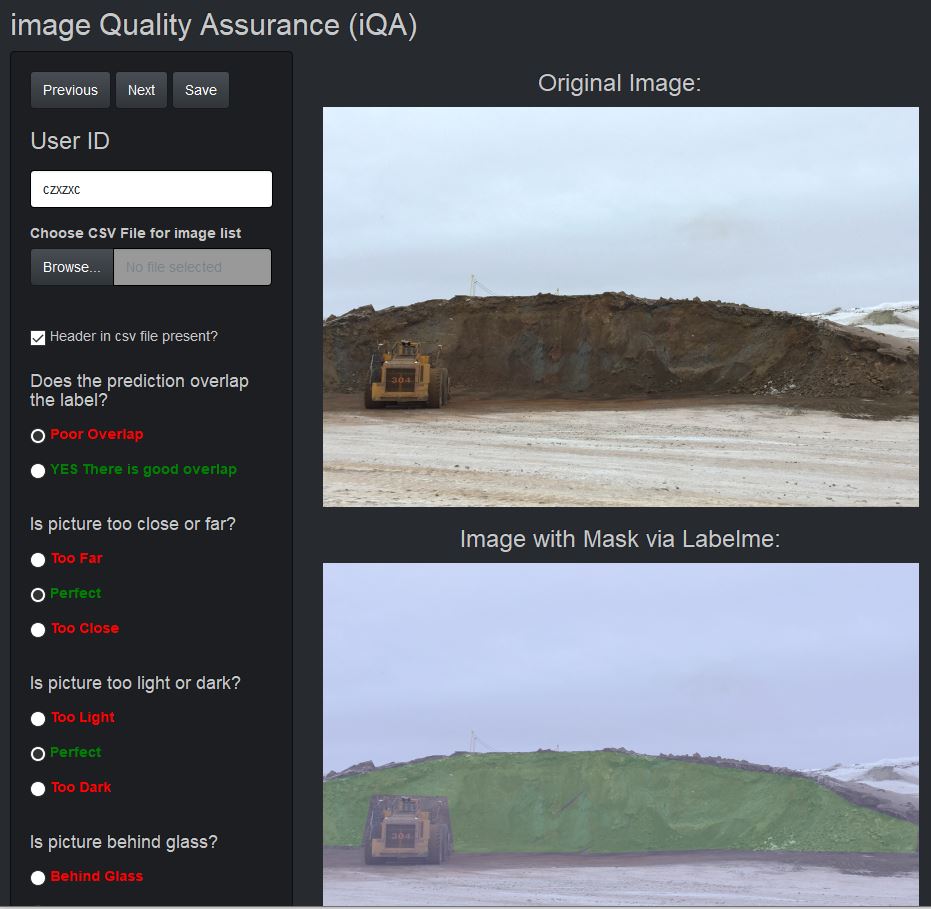 image Quality Assurance (iQA)
Previous Next Save
User ID
czxzxc
Choose CSV File for image list
Browse... No file selected
Header in csv file present?
Does the prediction overlap
the label?
Poor Overlap
YES There is good overlap
Is picture too close or far?
Too Far
Perfect
Too Close
Is picture too light or dark?
Too Light
Perfect
Too Dark
Is picture behind glass?
Behind Glass
Original Image:
304
Image with Mask via Labelme:
304